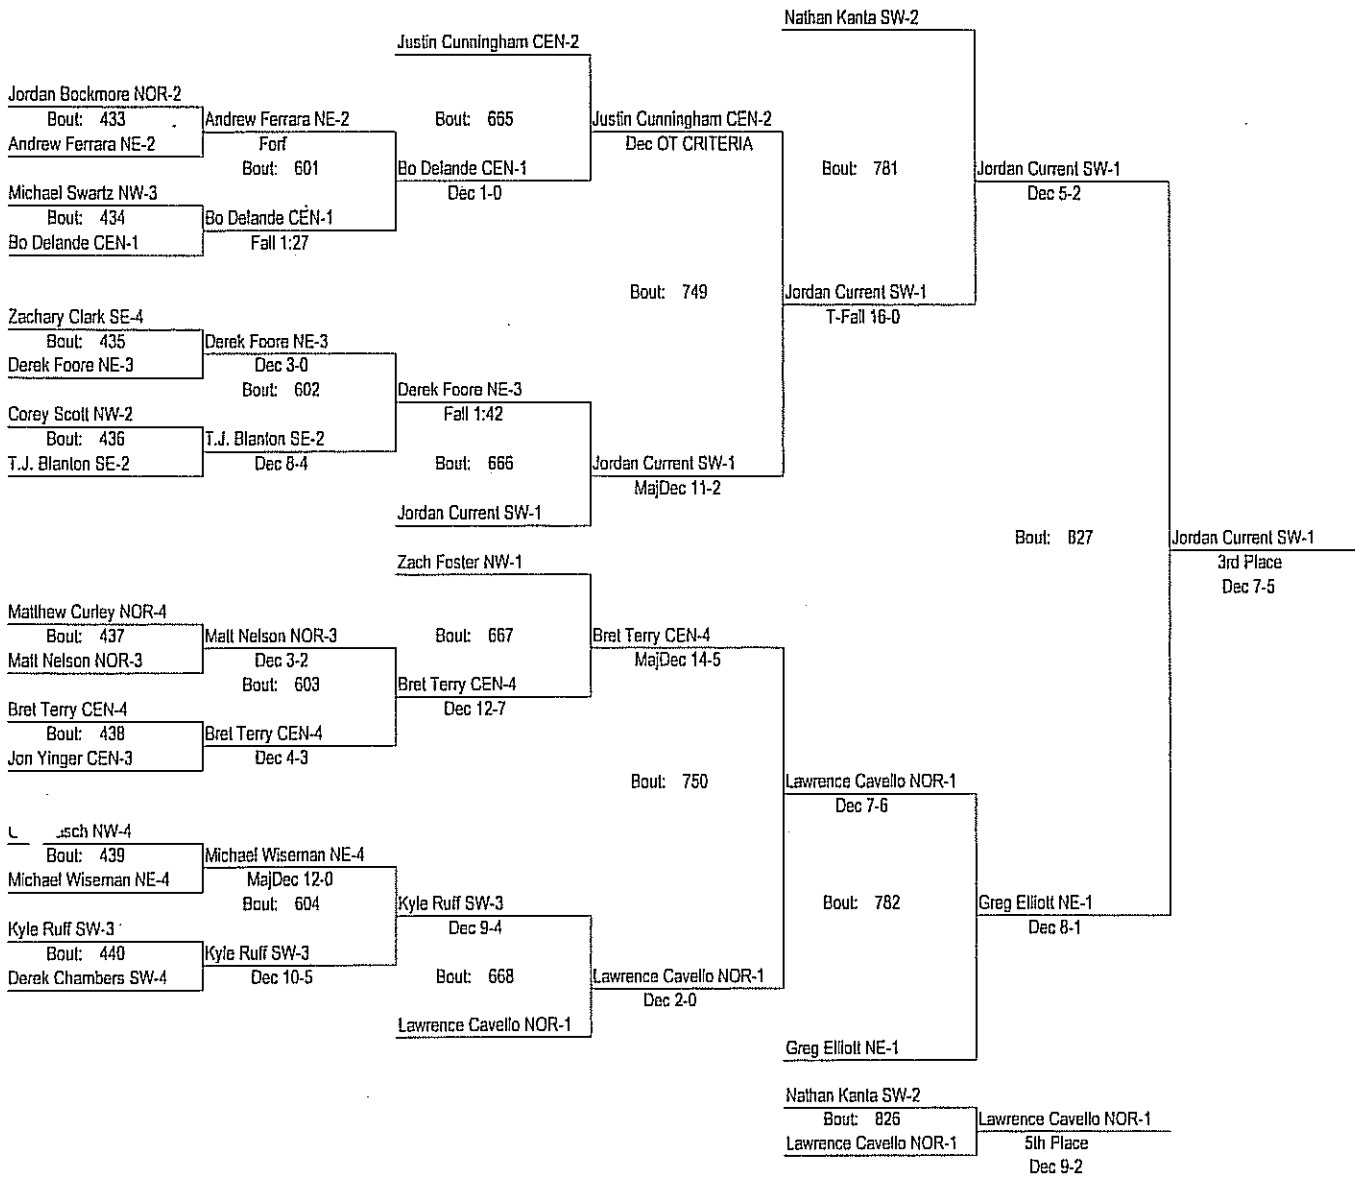 Nathan Kanta SW-2
Justin Cunningham CEN-2
Jordan Bockmore NOR-2
Bout: 433
Andrew Ferrara NE-2
Andrew Ferrara NE-2
Forf
Bout: 601
Michael Swartz NW-3
Bout: 434
Bo Delande CEN-1
Bo Delande CEN-1
Fall 1:27
Bout: 665
Bo Delande CEN-1
Dec 1-0
Justin Cunningham CEN-2
Dec OT CRITERIA
Bout: 781
Jordan Current SW-1
Dec 5-2
Zachary Clark SE-4
Bout: 435
Derek Foore NE-3
Derek Foore NE-3
Dec 3-0
Bout: 602
Corey Scott NW-2
Bout: 436
T.J. Blanton SE-2
T.J. Blanton SE-2
Dec 8-4
Derek Foore NE-3
Fall 1:42
Bout: 666
Jordan Current SW-1
Jordan Current SW-1
MajDec 11-2
Bout: 749
Jordan Current SW-1
T-Fall 16-0
Bout: 827
Jordan Current SW-1
3rd Place
Dec 7-5
Zach Foster NW-1
Matthew Curley NOR-4
Bout: 437
Matt Nelson NOR-3
Matt Nelson NOR-3
Dec 3-2
Bout: 603
Bret Terry CEN-4
Bout: 438
Jon Yinger CEN-3
Bret Terry CEN-4
Dec 4-3
Bout: 667
Bret Terry CEN-4
Dec 12-7
Bret Terry CEN-4
MajDec 14-5
Bout: 750
Lawrence Cavello NOR-1
Dec 7-6
NW-4
Bout: 439
Michael Wiseman NE-4
Michael Wiseman NE-4
MajDec 12-0
Bout: 604
Kyle Ruff SW-3
Bout: 440
Derek Chambers SW-4
Kyle Ruff SW-3
Dec 10-5
Kyle Ruff SW-3
Dec 9-4
Bout: 668
Lawrence Cavello NOR-1
Lawrence Cavello NOR-1
Dec 2-0
Bout: 782
Greg Elliott NE-1
Dec 8-1
Greg Elliott NE-1
Nathan Kanta SW-2
Bout: 826
Lawrence Cavello NOR-1
Lawrence Cavello NOR-1
5th Place
Dec 9-2